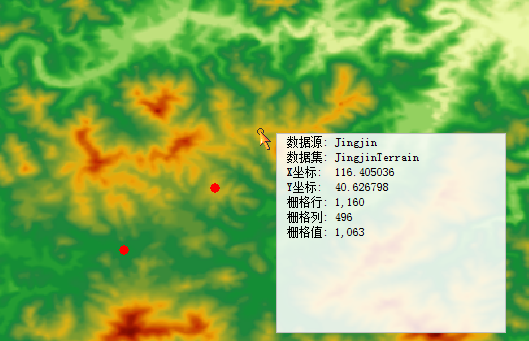 数据源: Jingjin
数据集: JingjinTerrain
X坐标: 116.405036
Y坐标: 40.626798
栅格行: 1,160
栅格列: 496
栅格值: 1,063